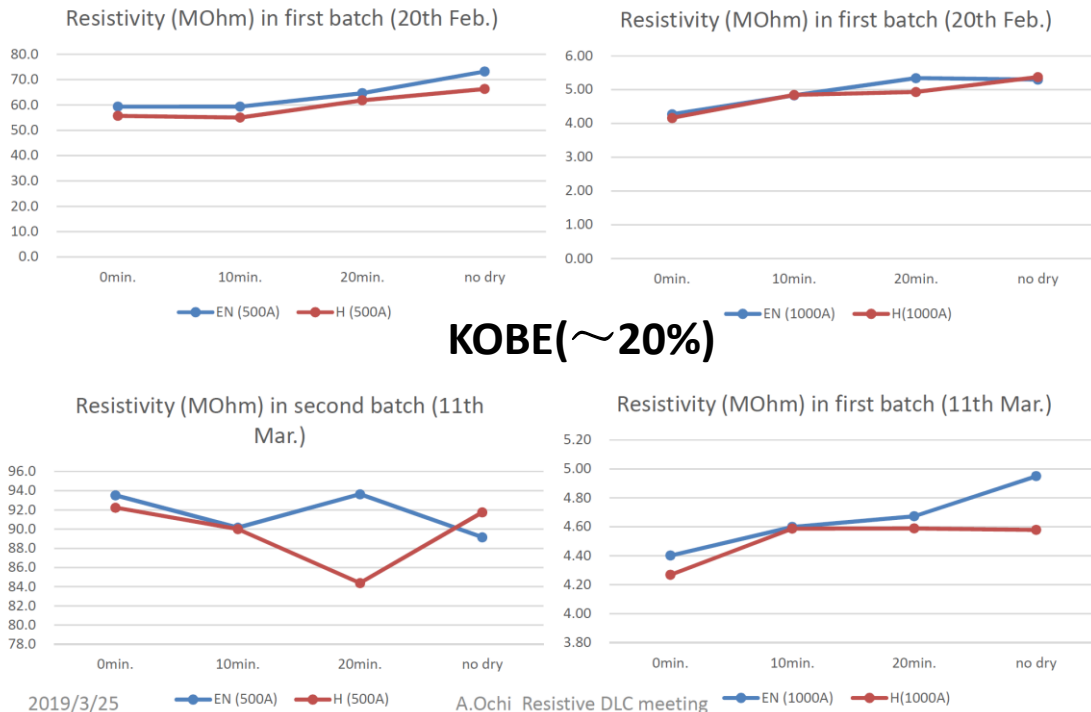 Resistivity (MOhm) in first batch (20th Feb.)
80.0
70.0
60.0
50.0
40.0
30.0
20.0
10.0
0.0
0min. 10min. 20min. no dry
EN (500A) H (500A)
Resistivity (MOhm) in first batch (20th Feb.)
6.00
5.00
4.00
3.00
2.00
1.00
0.00
0min. 10min. 20min. no dry
EN (1000A) H(1000A)
KOBE(～20%)
Resistivity (MOhm) in second batch (11th
Mar.)
96.0
94.0
92.0
90.0
88.0
86.0
84.0
82.0
80.0
78.0
0min. 10min. 20min. no dry
EN (500A) H (500A)
Resistivity (MOhm) in first batch (11th Mar.)
5.20
5.00
4.80
4.60
4.40
4.20
4.00
3.80
0min. 10min. 20min. no dry
EN (1000A) H(1000A)
2019/3/25
A.Ochi Resistive DLC meeting